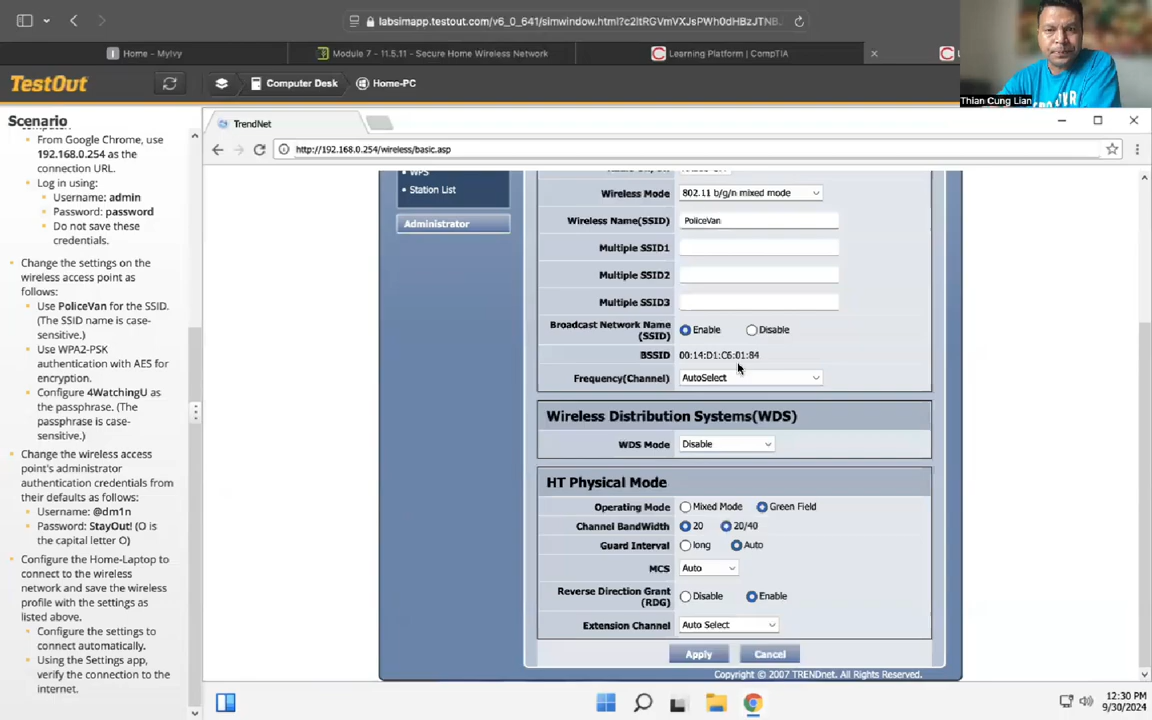 labsimapp.testout.com/v6_0_641/simwindow.html?c2ltRGVmVXJsPWh0dHBzJTNB...
Home - MyIvy
Module 7 - 11.5.11 - Secure Home Wireless Network
Learning Platform | CompTIA
Thian Cung Lian
TestOut
Computer Desk
Home-PC
Scenario
From Google Chrome, use
192.168.0.254 as the
connection URL.
Log in using:
Username: admin
Password: password
Do not save these
credentials.
Change the settings on the
wireless access point as
follows:
Use PoliceVan for the SSID.
(The SSID name is case-
sensitive.)
Use WPA2-PSK
authentication with AES for
encryption.
Configure 4WatchingU as
the passphrase. (The
passphrase is case-
sensitive.)
Change the wireless access
point's administrator
authentication credentials from
their defaults as follows:
Username: @dm1n
Password: StayOut! (O is
the capital letter O)
Configure the Home-Laptop to
connect to the wireless
network and save the wireless
profile with the settings as
listed above.
Configure the settings to
connect automatically.
Using the Settings app,
verify the connection to the
internet.
TrendNet
http://192.168.0.254/wireless/basic.asp
WPS
Station List
Administrator
Wireless Mode 802.11 b/g/n mixed mode
Wireless Name(SSID) PoliceVan
Multiple SSID1
Multiple SSID2
Multiple SSID3
Broadcast Network Name
(SSID) Enable Disable
BSSID 00:14:D1:C6:01:84
Frequency(Channel) AutoSelect
Wireless Distribution Systems(WDS)
WDS Mode Disable
HT Physical Mode
Operating Mode Mixed Mode Green Field
Channel BandWidth 20 20/40
Guard Interval long Auto
MCS Auto
Reverse Direction Grant
(RDG) Disable Enable
Extension Channel Auto Select
Apply Cancel
Copyright © 2007 TRENDnet. All Rights Reserved.
12:30 PM
9/30/2024